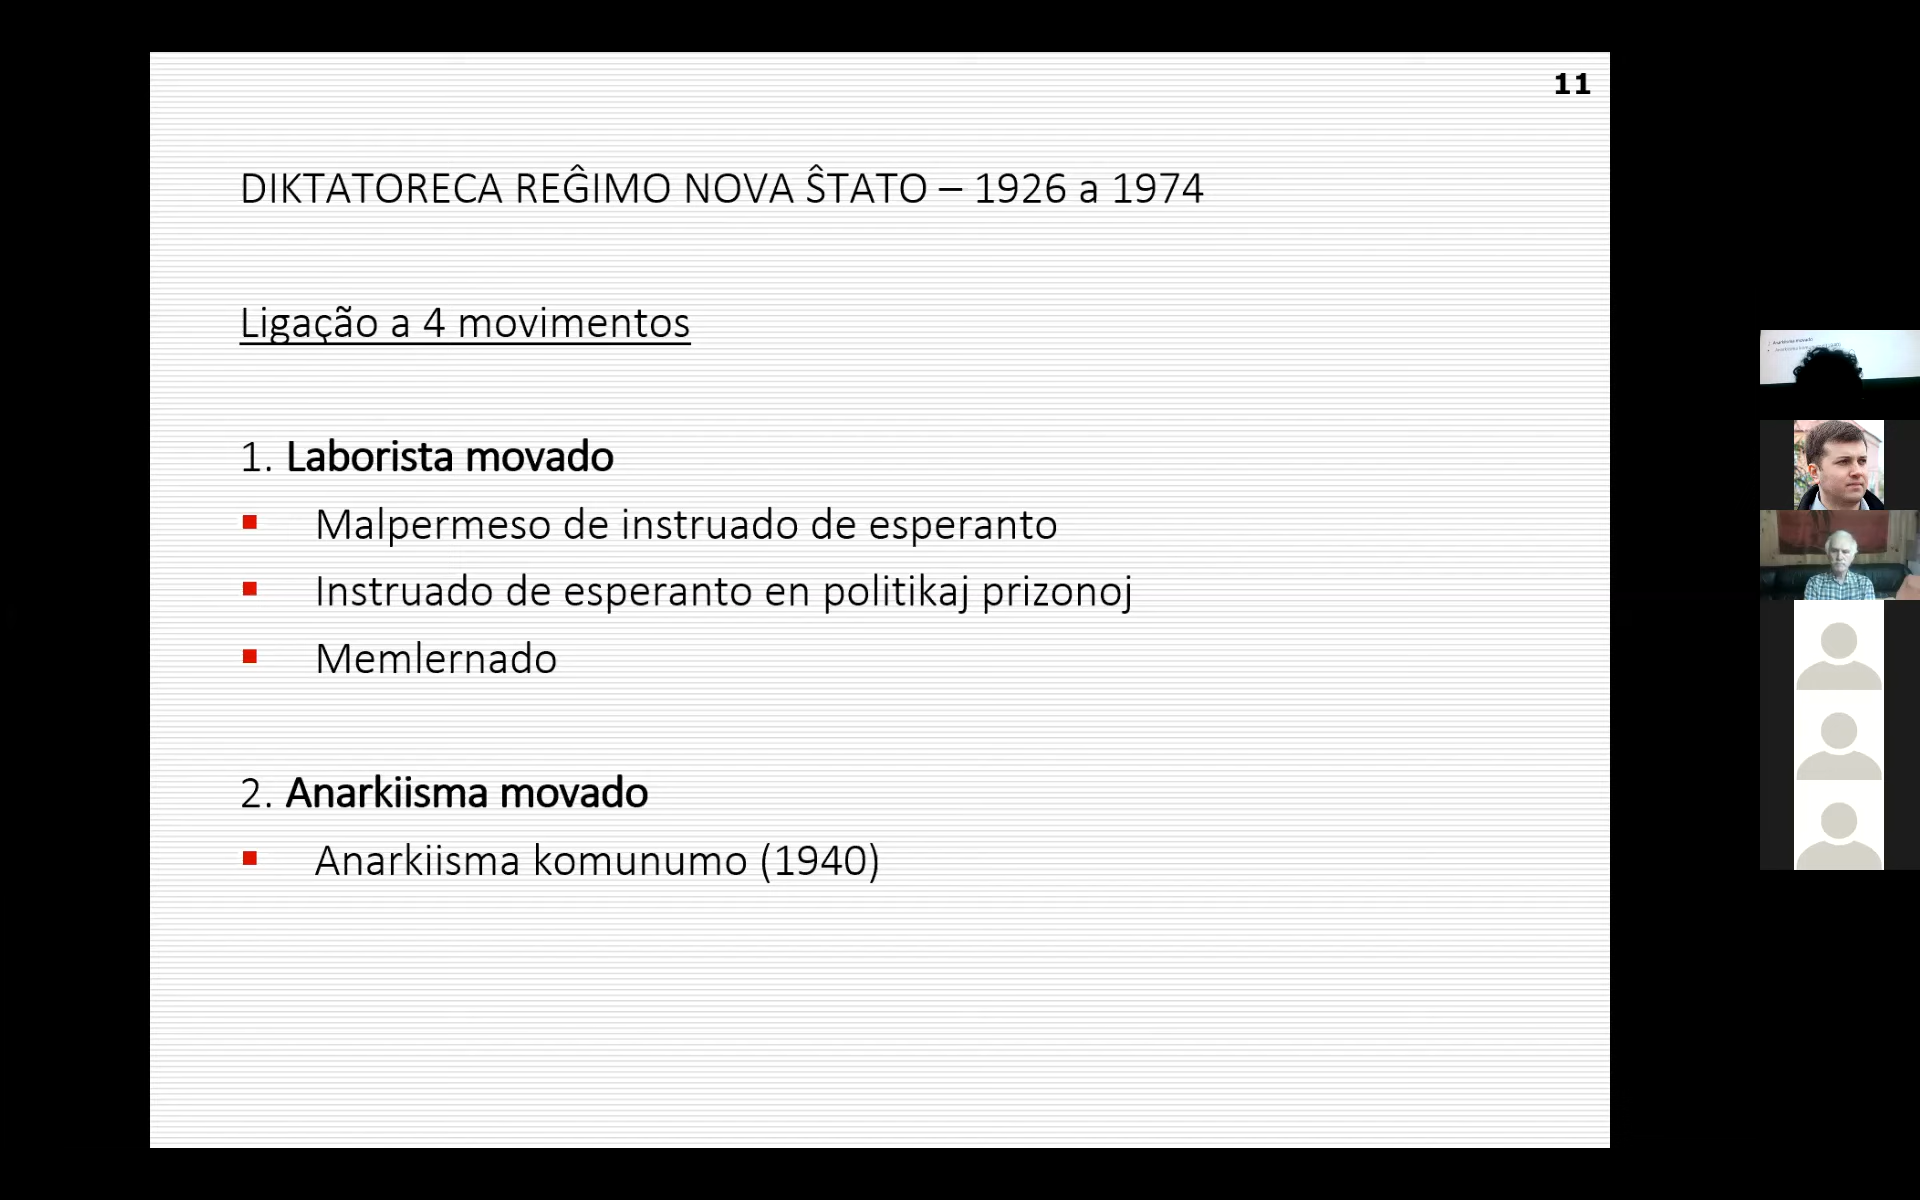 11
DIKTATORECA REĜIMO NOVA ŜTATO – 1926 a 1974
Ligação a 4 movimentos
1. Laborista movado
Malpermeso de instruado de esperanto
Instruado de esperanto en politikaj prizonoj
Memlernado
2. Anarkiisma movado
Anarkiisma komunumo (1940)